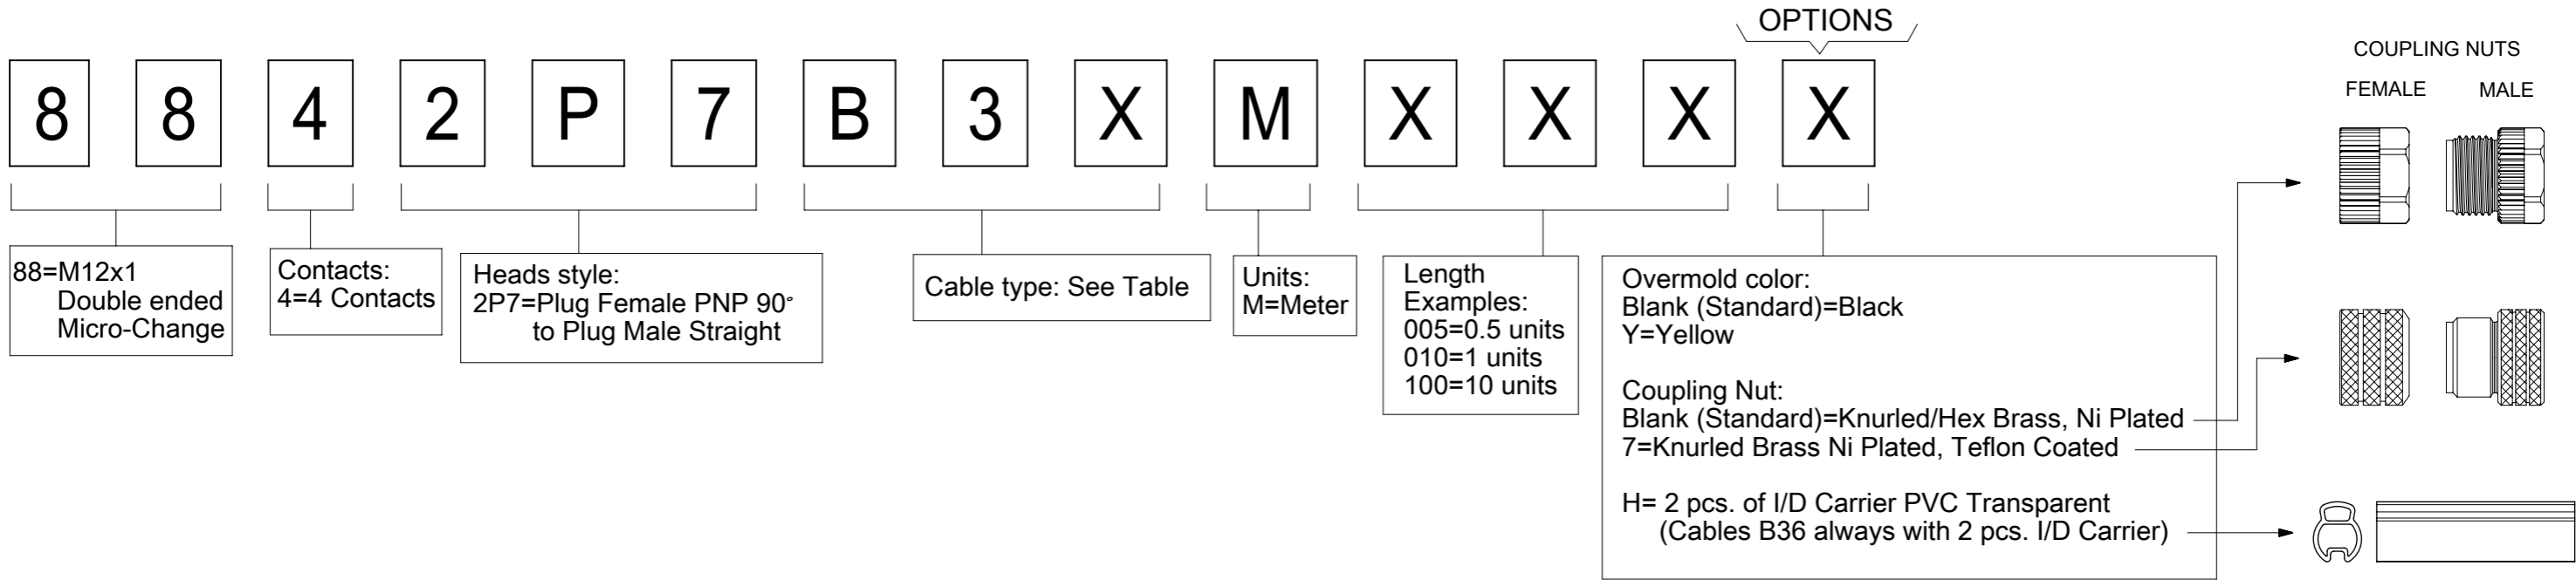 OPTIONS
8 8 4 2 P 7 B 3 X M X X X X
COUPLING NUTS
FEMALE MALE
88=M12x1
Double ended
Micro-Change
Contacts:
4=4 Contacts
Heads style:
2P7=Plug Female PNP 90°
to Plug Male Straight
Cable type: See Table
Units:
M=Meter
Length
Examples:
005=0.5 units
010=1 units
100=10 units
Overmold color:
Blank (Standard)=Black
Y=Yellow
Coupling Nut:
Blank (Standard)=Knurled/Hex Brass, Ni Plated
7=Knurled Brass Ni Plated, Teflon Coated
H= 2 pcs. of I/D Carrier PVC Transparent
(Cables B36 always with 2 pcs. I/D Carrier)